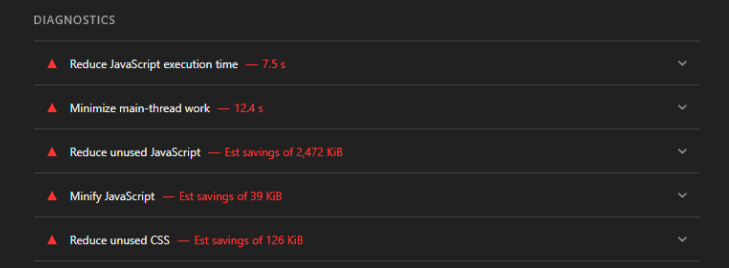 DIAGNOSTICS
Reduce JavaScript execution time — 7.5 s
Minimize main-thread work — 12.4 s
Reduce unused JavaScript — Est savings of 2,472 KiB
Minify JavaScript — Est savings of 39 KiB
Reduce unused CSS — Est savings of 126 KiB